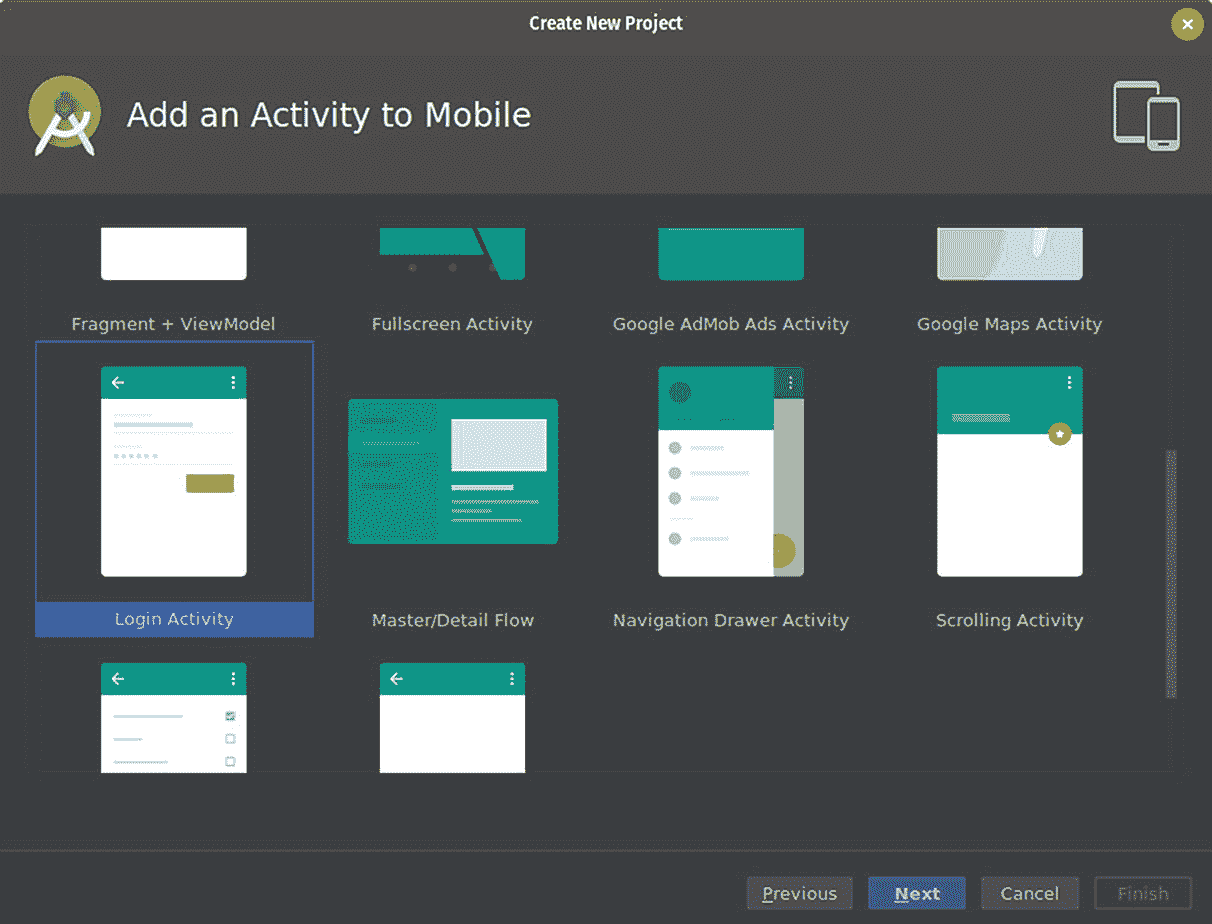 Create New Project
Add an Activity to Mobile
Fragment + ViewModel
Fullscreen Activity
Google AdMob Ads Activity
Google Maps Activity
Login Activity
Master/Detail Flow
Navigation Drawer Activity
Scrolling Activity
Previous
Next
Cancel
Finish